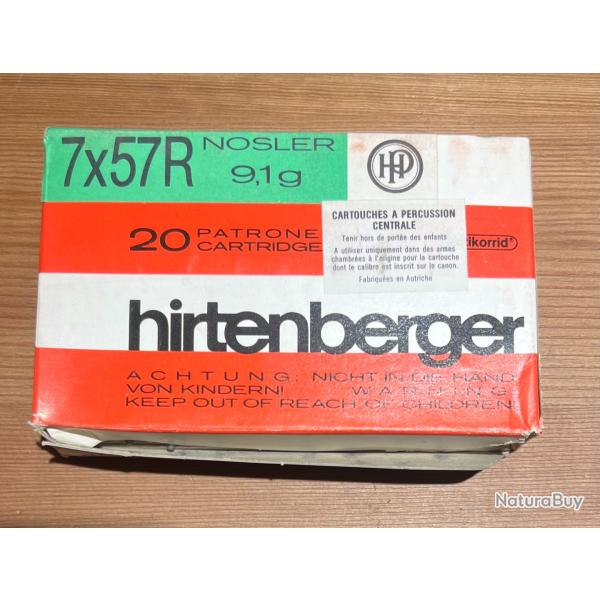 7x57R NOSLER 9,1g
HP
20 PATRONE
CARTRIDGE
CARTOUCHES A PERCUSSION
CENTRALE
Tenir hors de portée des enfants
A utiliser uniquement dans des armes
chambrées à l'origine pour la cartouche
dont le calibre est inscrit sur le canon.
Fabriquées en Autriche
ikorrid®
hirtenberger
ACHTUNG: NICHT IN DIE HAND
VON KINDERN! WARNING:
KEEP OUT OF REACH OF CHILDREN!
NaturaBuy